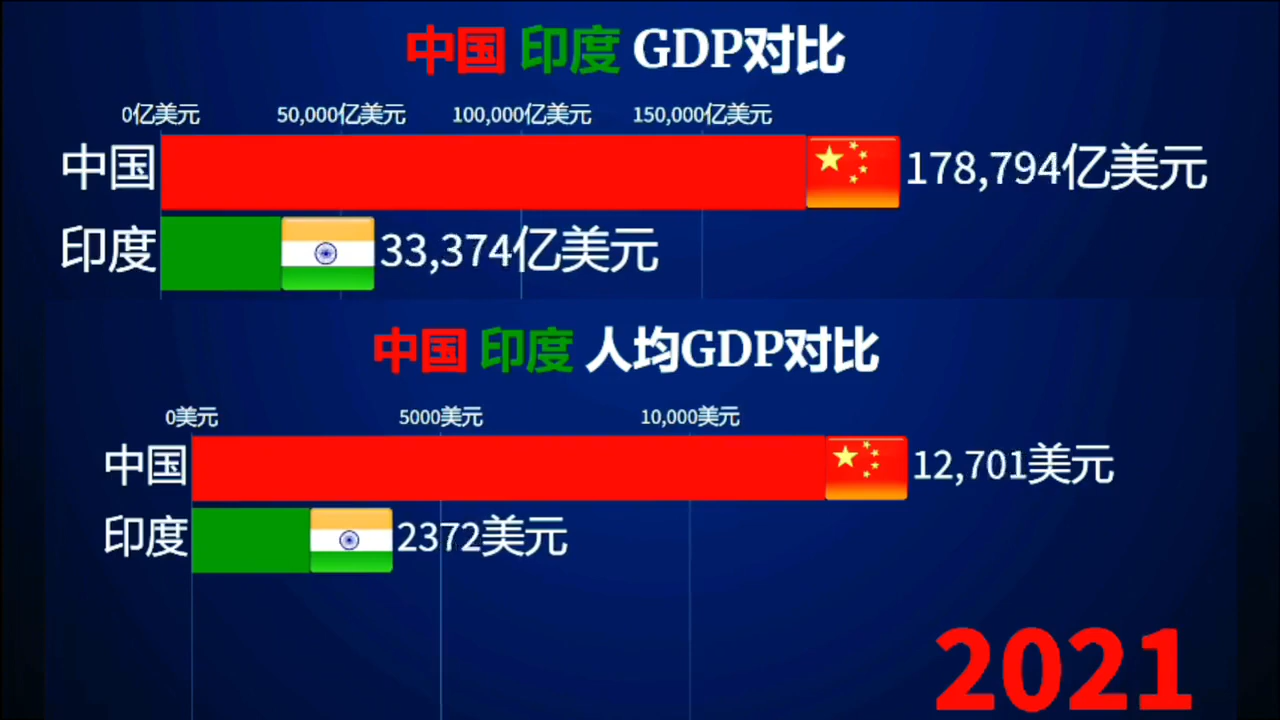 中国 印度 GDP对比
0亿美元 50,000亿美元 100,000亿美元 150,000亿美元
中国 178,794亿美元
印度 33,374亿美元
中国 印度 人均GDP对比
0美元 5000美元 10,000美元
中国 12,701美元
印度 2372美元
2021